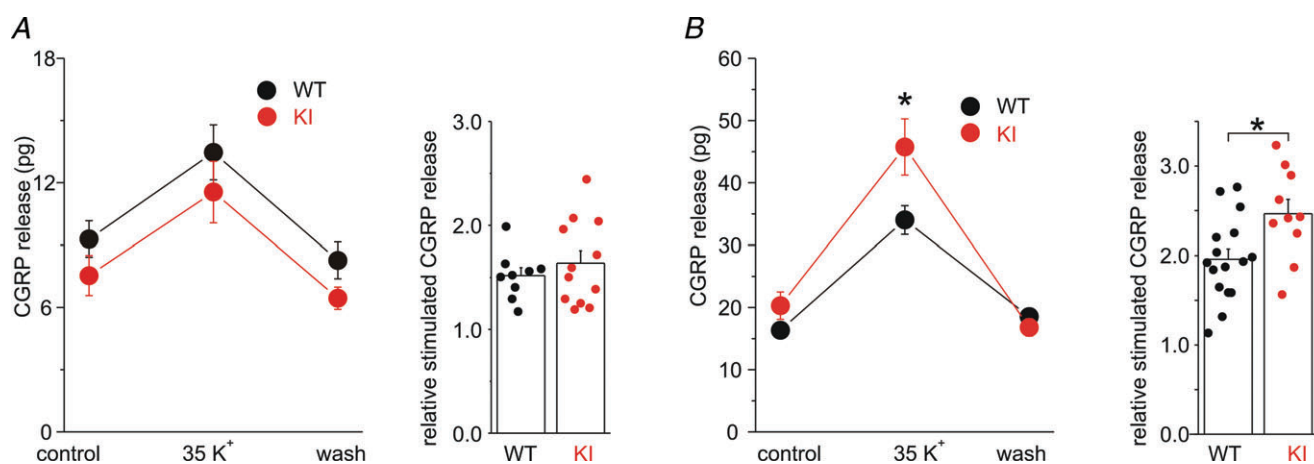 A
CGRP release (pg)
18
12
6
0
WT
KI
control
35 K⁺
wash
relative stimulated CGRP release
3.0
2.0
1.0
0.0
WT
KI
B
CGRP release (pg)
60
50
40
30
20
10
0
*
WT
KI
control
35 K⁺
wash
relative stimulated CGRP release
3.0
2.0
1.0
0.0
*
WT
KI